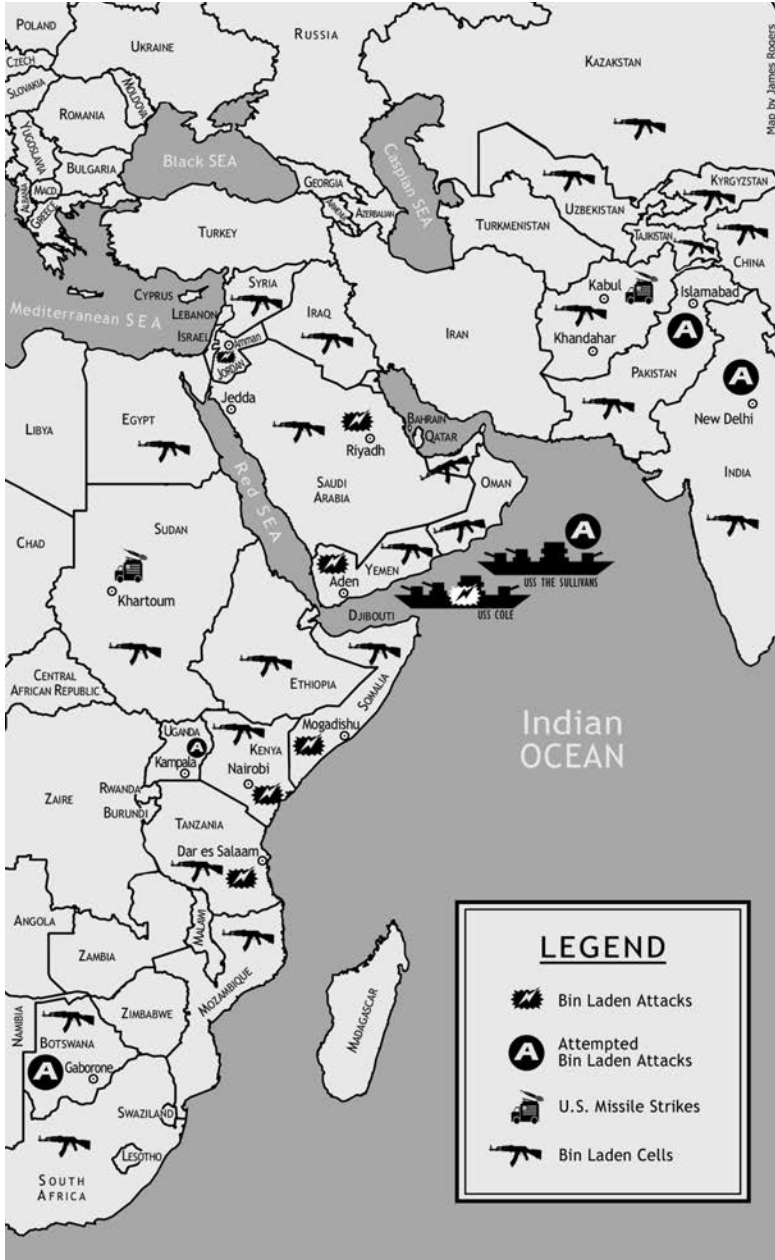 POLAND
CZECH
SLOVAKIA
UKRAINE
RUSSIA
KAZAKSTAN
Map by James Rogers
MOLDOVA
ROMANIA
YUGOSLAVIA
BULGARIA
ALBANIA
MACD.
GREECE
Black SEA
Caspian SEA
GEORGIA
ARMENIA
AZERBAIJAN
TURKEY
TURKMENISTAN
UZBEKISTAN
KYRGYZSTAN
TAJIKISTAN
CHINA
Mediterranean SEA
CYPRUS
LEBANON
ISRAEL
SYRIA
IRAQ
Amman
JORDAN
IRAN
Kabul
Khandahar
Islamabad
PAKISTAN
A
A
New Delhi
INDIA
LIBYA
EGYPT
Jedda
Red SEA
Riyadh
SAUDI
ARABIA
BAHRAIN
QATAR
OMAN
CHAD
SUDAN
Khartoum
YEMEN
Aden
DJIBOUTI
A
USS THE SULLIVANS
USS COLE
CENTRAL
AFRICAN REPUBLIC
ETHIOPIA
SOMALIA
Mogadishu
UGANDA
A
Kampala
KENYA
Nairobi
Indian
OCEAN
ZAIRE
RWANDA
BURUNDI
TANZANIA
Dar es Salaam
ANGOLA
ZAMBIA
MALAWI
MOZAMBIQUE
MADAGASCAR
NAMIBIA
ZIMBABWE
BOTSWANA
A
Gaborone
SWAZILAND
LESOTHO
SOUTH
AFRICA
LEGEND
Bin Laden Attacks
A
Attempted
Bin Laden Attacks
U.S. Missile Strikes
Bin Laden Cells